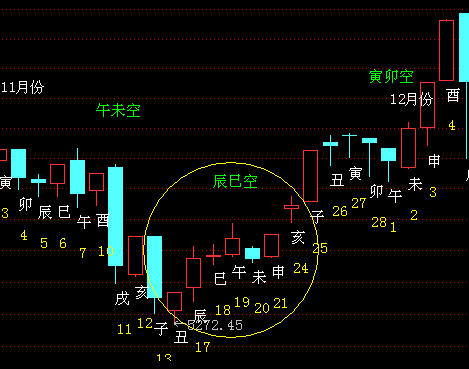 寅卯空
11月份
12月份
午未空
酉
4
申
3
丑
寅
辰巳空
寅
卯
辰
巳
午
酉
卯
午
未
3
4
5
6
7
10
子
26
27
28
1
2
亥
25
戌
亥
巳
午
未
申
24
11
12
子
丑
辰
18
19
20
21
5272.45
13
17